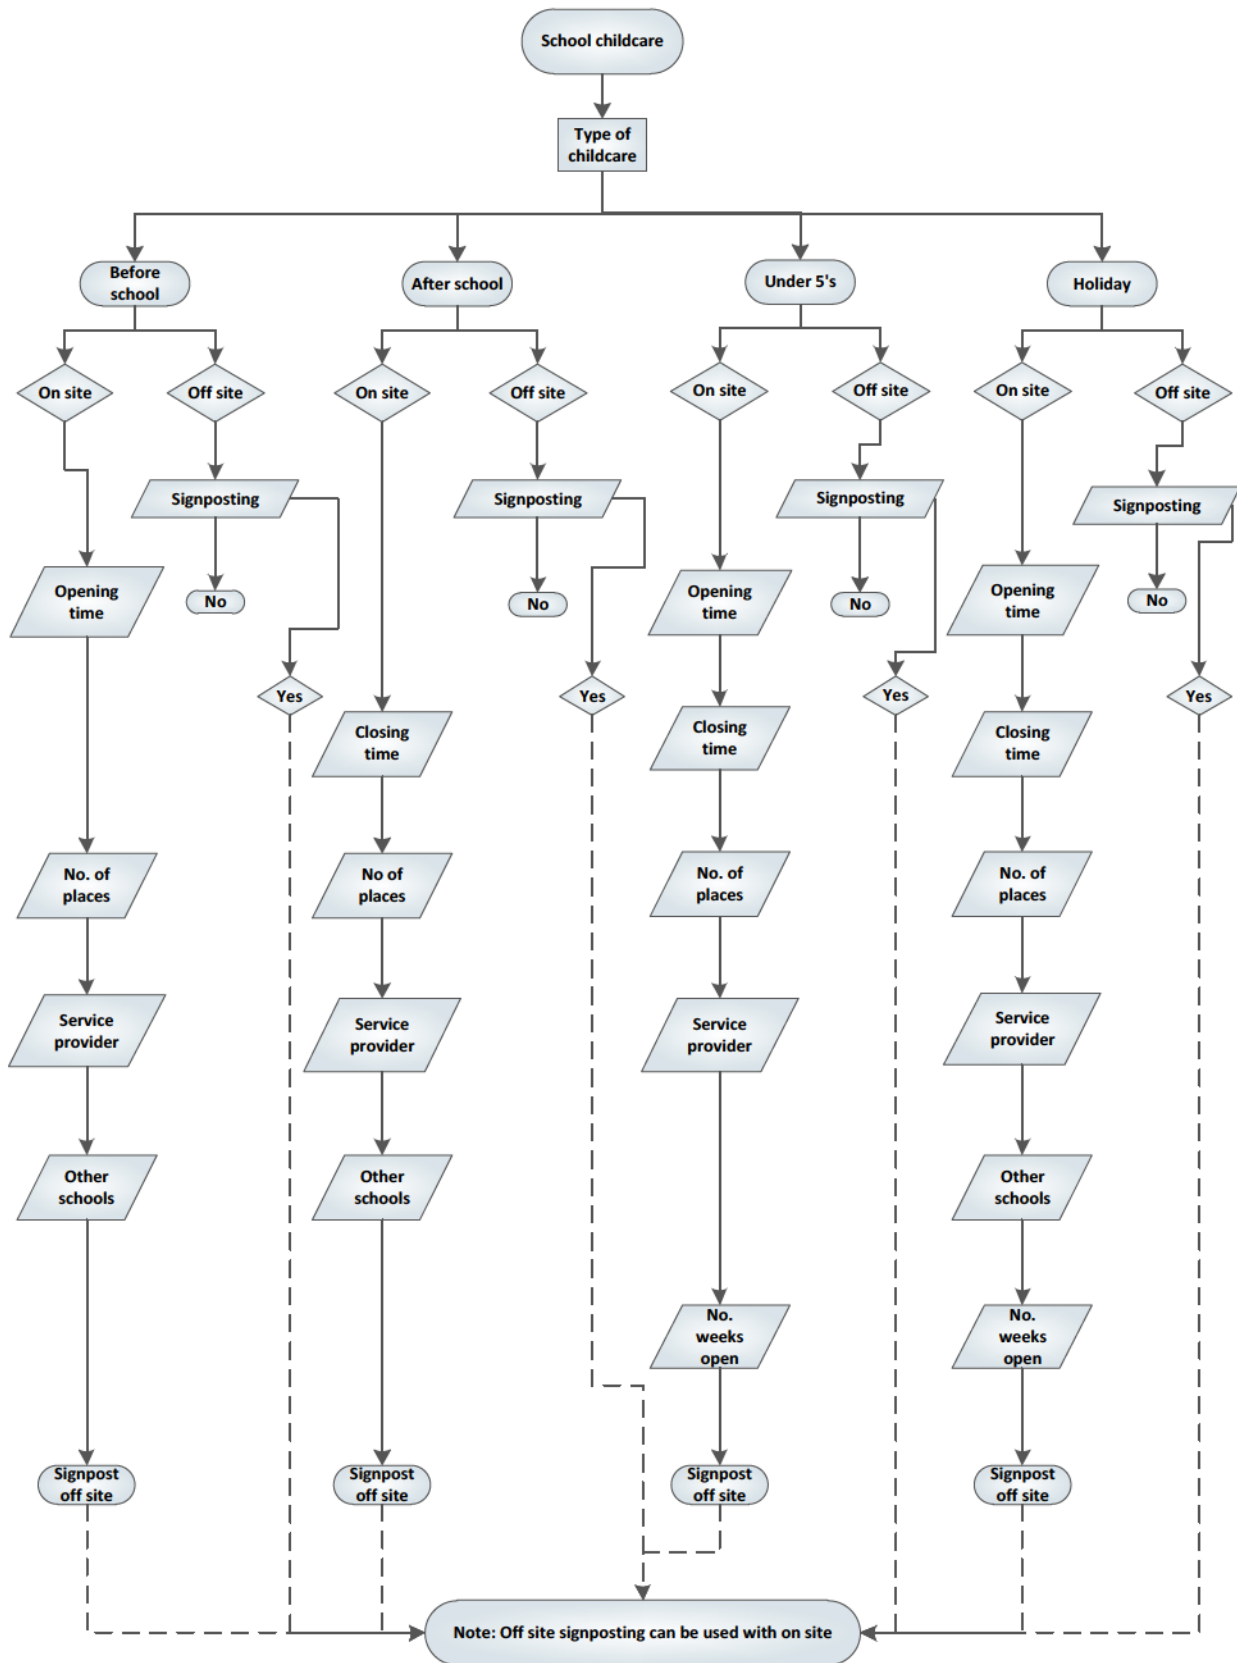 School childcare
Type of
childcare
Before
school
After school
Under 5's
Holiday
On site
Off site
On site
Off site
On site
Off site
On site
Off site
Signposting
Signposting
Signposting
Signposting
Opening
time
No
No
Opening
time
No
Opening
time
No
Yes
Yes
Yes
Yes
Closing
time
Closing
time
Closing
time
No. of
places
No of
places
No. of
places
No. of
places
Service
provider
Service
provider
Service
provider
Service
provider
Other
schools
Other
schools
Other
schools
No.
weeks
open
No.
weeks
open
Signpost
off site
Signpost
off site
Signpost
off site
Signpost
off site
Note: Off site signposting can be used with on site